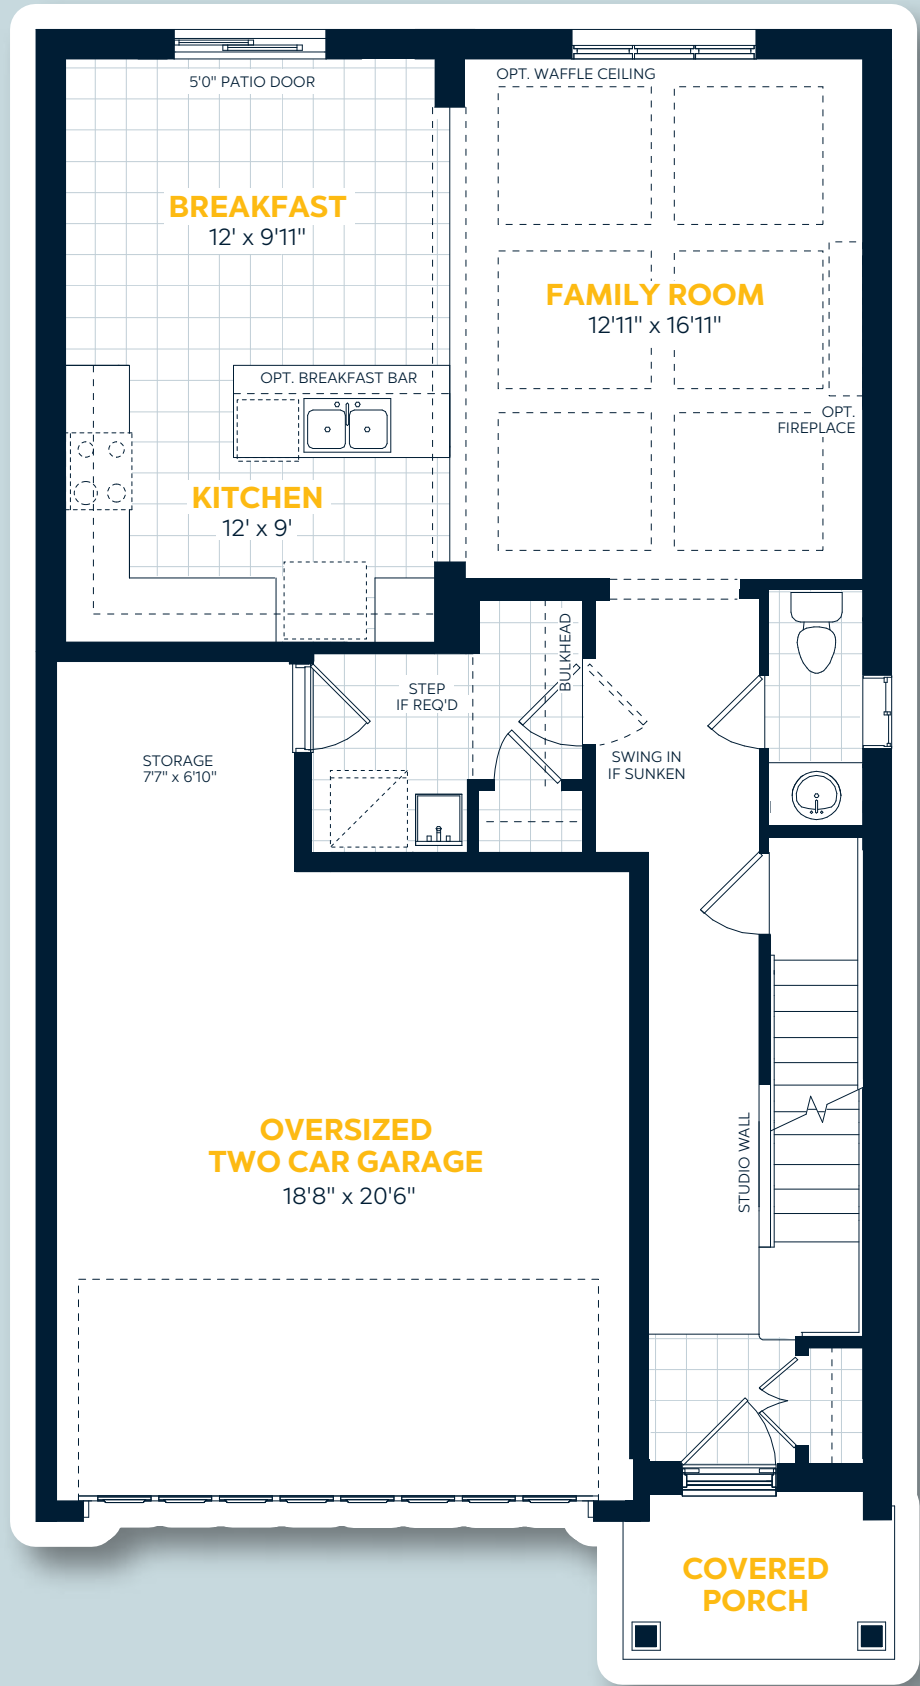 5'0" PATIO DOOR
OPT. WAFFLE CEILING
BREAKFAST
12' x 9'11"
FAMILY ROOM
12'11" x 16'11"
OPT. BREAKFAST BAR
OPT.
FIREPLACE
KITCHEN
12' x 9'
BULKHEAD
STEP
IF REQ'D
STORAGE
7'7" x 6'10"
SWING IN
IF SUNKEN
OVERSIZED
TWO CAR GARAGE
18'8" x 20'6"
STUDIO WALL
COVERED
PORCH